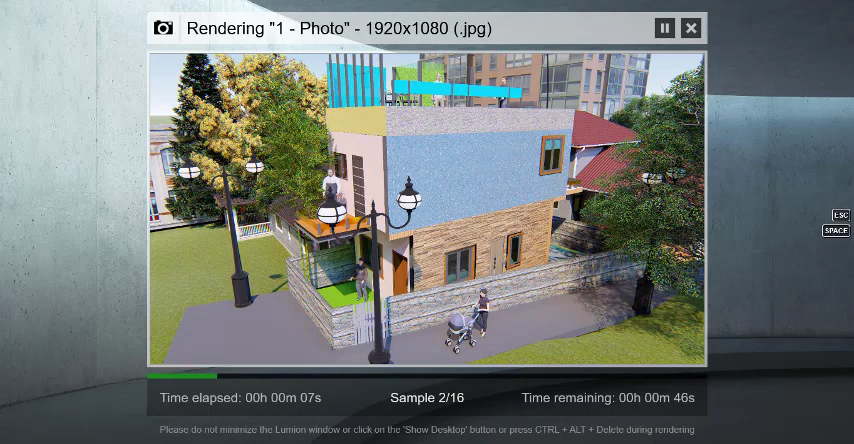 Rendering "1 - Photo" - 1920x1080 (.jpg)
ESC
SPACE
Time elapsed: 00h 00m 07s
Sample 2/16
Time remaining: 00h 00m 46s
Please do not minimize the Lumion window or click on the 'Show Desktop' button or press CTRL + ALT + Delete during rendering